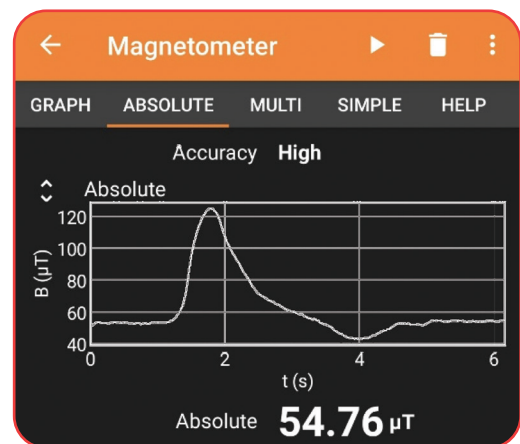 Magnetometer
GRAPH ABSOLUTE MULTI SIMPLE HELP
Accuracy High
Absolute
120
100
80
60
40
B (µT)
0 2 4 6
t (s)
Absolute 54.76 µT